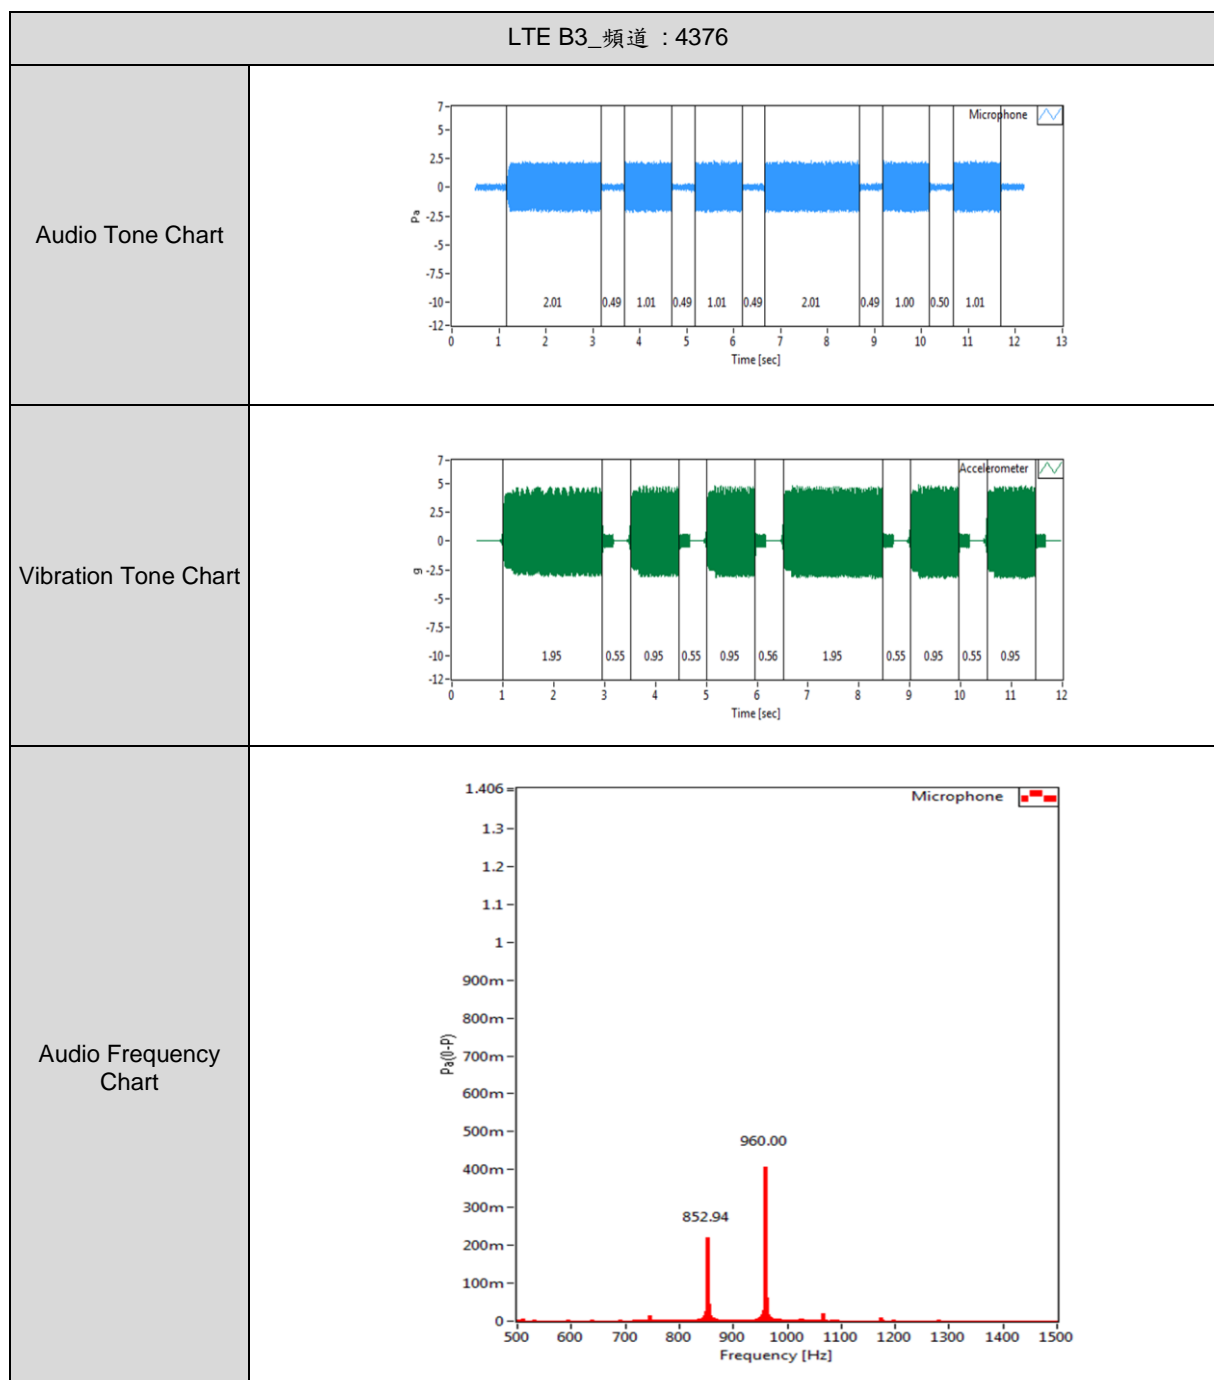 LTE B3_頻道 : 4376
Audio Tone Chart
Microphone
7
5
2.5
0
-2.5
-5
-7.5
-10
-12
Pa
2.01 0.49 1.01 0.49 1.01 0.49 2.01 0.49 1.00 0.50 1.01
0 1 2 3 4 5 6 7 8 9 10 11 12 13
Time [sec]
Vibration Tone Chart
Accelerometer
7
5
2.5
0
-2.5
-5
-7.5
-10
-12
g
1.95 0.55 0.95 0.55 0.95 0.56 1.95 0.55 0.95 0.55 0.95
0 1 2 3 4 5 6 7 8 9 10 11 12
Time [sec]
Audio Frequency
Chart
Microphone
1.406
1.3
1.2
1.1
1
900m
800m
700m
600m
500m
400m
300m
200m
100m
0
Pa(0-P)
960.00
852.94
500 600 700 800 900 1000 1100 1200 1300 1400 1500
Frequency [Hz]